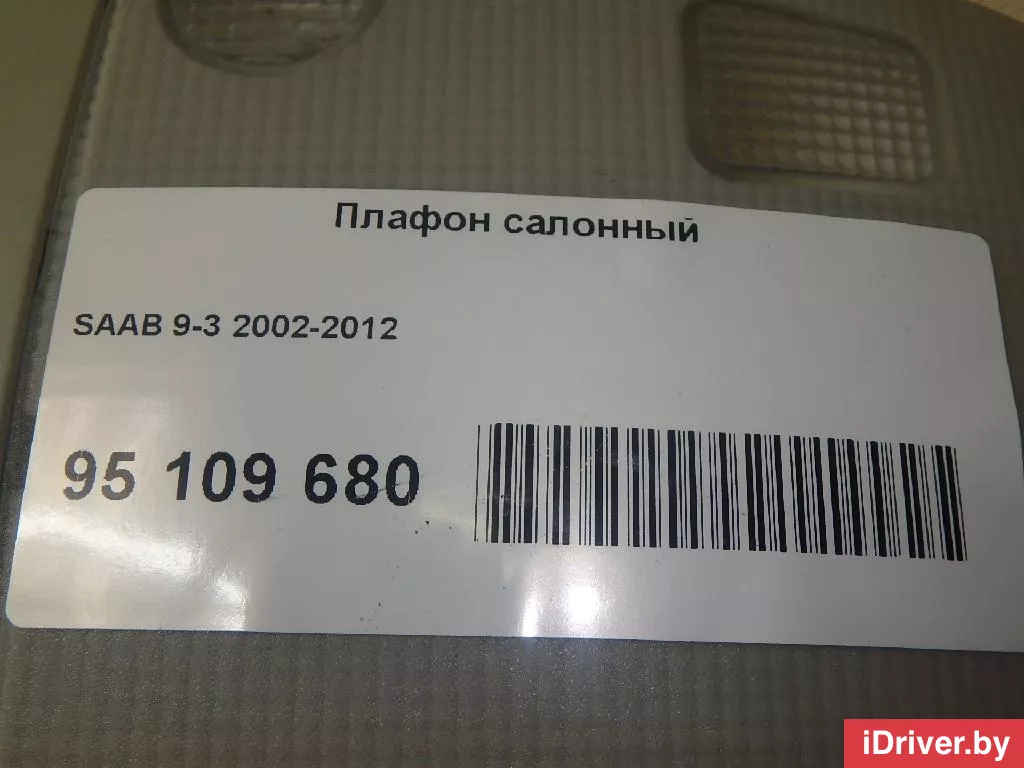 Плафон салонный
SAAB 9-3 2002-2012
95 109 680
iDriver.by